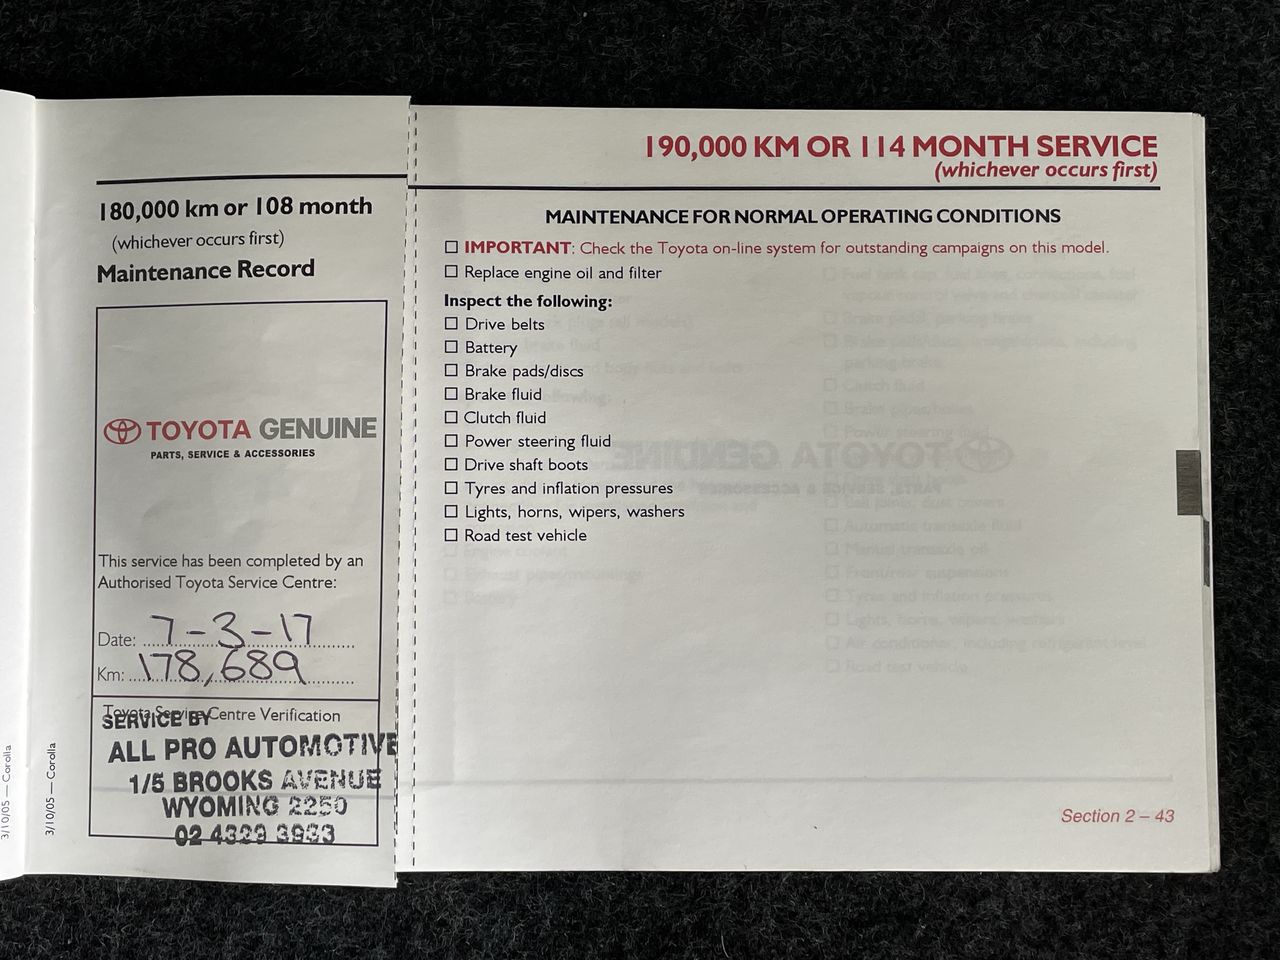 180,000 km or 108 month
(whichever occurs first)
Maintenance Record
TOYOTA GENUINE
PARTS, SERVICE & ACCESSORIES
This service has been completed by an
Authorised Toyota Service Centre:
Date: 7-3-17
Km: 178,689
Toyota Service Centre Verification
SERVICE BY
ALL PRO AUTOMOTIVE
1/5 BROOKS AVENUE
WYOMING 2250
02 4329 3933
3/10/05 — Corolla
3/10/05 — Corolla
190,000 KM OR 114 MONTH SERVICE
(whichever occurs first)
MAINTENANCE FOR NORMAL OPERATING CONDITIONS
☐ IMPORTANT: Check the Toyota on-line system for outstanding campaigns on this model.
☐ Replace engine oil and filter
Inspect the following:
☐ Drive belts
☐ Battery
☐ Brake pads/discs
☐ Brake fluid
☐ Clutch fluid
☐ Power steering fluid
☐ Drive shaft boots
☐ Tyres and inflation pressures
☐ Lights, horns, wipers, washers
☐ Road test vehicle
Section 2 – 43